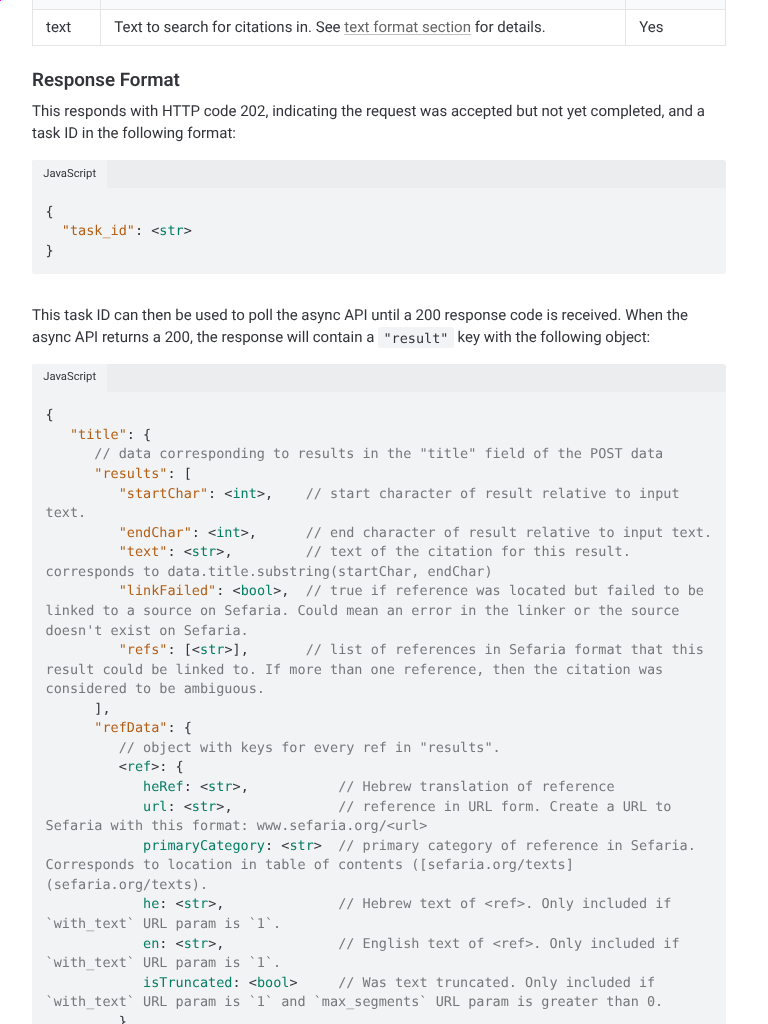 text Text to search for citations in. See text format section for details. Yes
Response Format
This responds with HTTP code 202, indicating the request was accepted but not yet completed, and a
task ID in the following format:
JavaScript
{
  "task_id": <str>
}
This task ID can then be used to poll the async API until a 200 response code is received. When the
async API returns a 200, the response will contain a "result" key with the following object:
JavaScript
{
   "title": {
      // data corresponding to results in the "title" field of the POST data
      "results": [
         "startChar": <int>,    // start character of result relative to input
text.
         "endChar": <int>,      // end character of result relative to input text.
         "text": <str>,         // text of the citation for this result.
corresponds to data.title.substring(startChar, endChar)
         "linkFailed": <bool>,  // true if reference was located but failed to be
linked to a source on Sefaria. Could mean an error in the linker or the source
doesn't exist on Sefaria.
         "refs": [<str>],       // list of references in Sefaria format that this
result could be linked to. If more than one reference, then the citation was
considered to be ambiguous.
      ],
      "refData": {
         // object with keys for every ref in "results".
         <ref>: {
            heRef: <str>,           // Hebrew translation of reference
            url: <str>,             // reference in URL form. Create a URL to
Sefaria with this format: www.sefaria.org/<url>
            primaryCategory: <str>  // primary category of reference in Sefaria.
Corresponds to location in table of contents ([sefaria.org/texts]
(sefaria.org/texts).
            he: <str>,              // Hebrew text of <ref>. Only included if
`with_text` URL param is `1`.
            en: <str>,              // English text of <ref>. Only included if
`with_text` URL param is `1`.
            isTruncated: <bool>     // Was text truncated. Only included if
`with_text` URL param is `1` and `max_segments` URL param is greater than 0.
         }